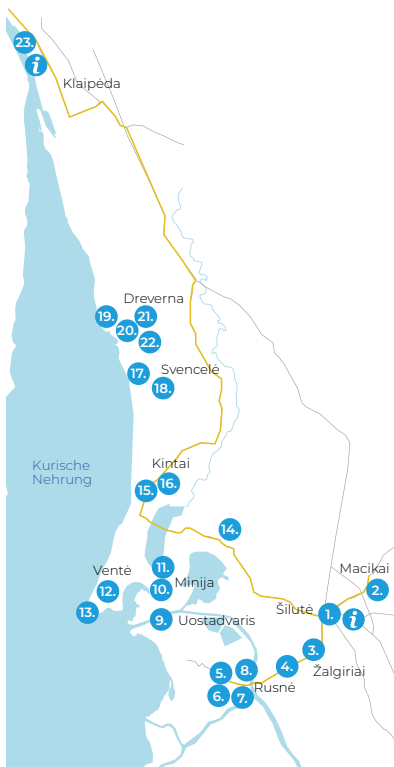 23.
i
Klaipėda
Dreverna
19.
21.
20.
22.
Svencelė
17.
18.
Kintai
16.
15.
Kurische
Nehrung
14.
Ventė
11.
Macikai
Minija
10.
12.
2.
13.
9.
Uostadvaris
Šilutė
1.
i
3.
4.
Žalgiriai
5.
8.
Rusnė
6.
7.